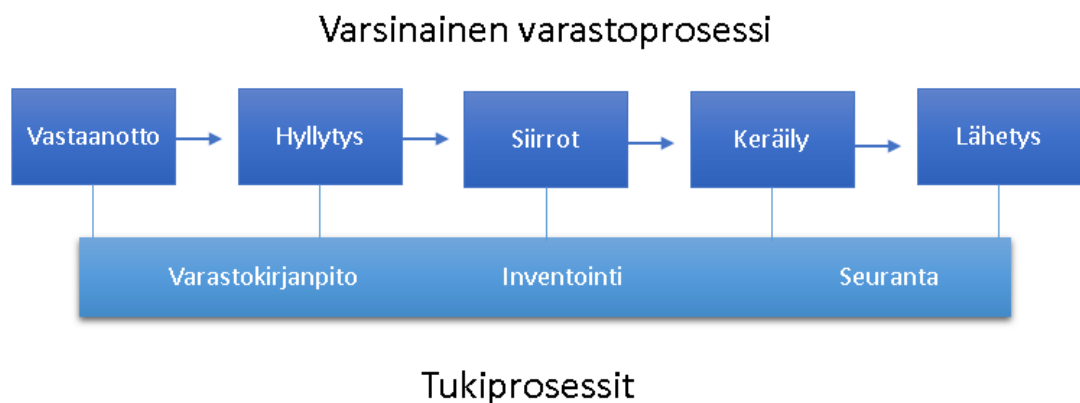 Varsinainen varastoprosessi
Vastaanotto
Hyllytys
Siirrot
Keräily
Lähetys
Varastokirjanpito
Inventointi
Seuranta
Tukiprosessit